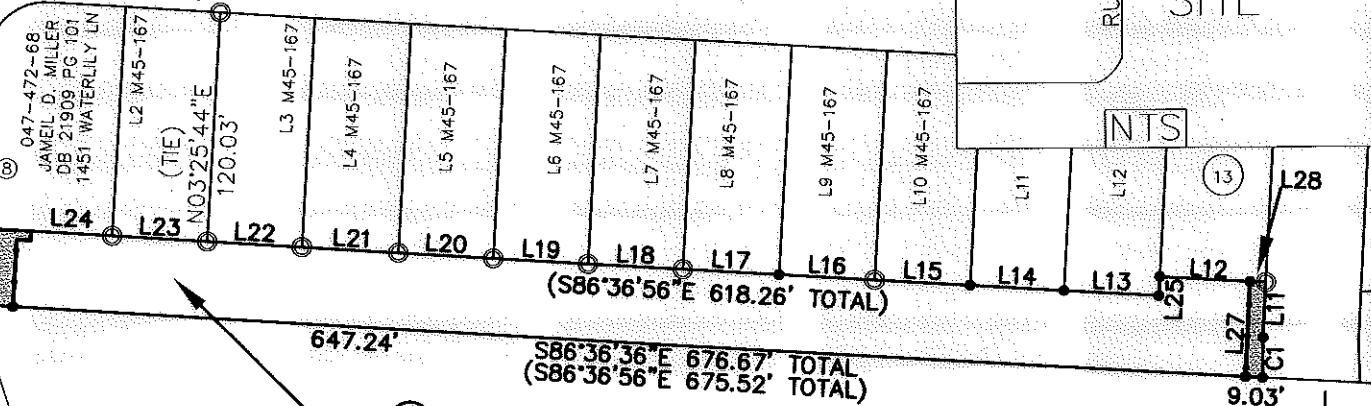 SITE
RU
NTS
13
L28
8
047-472-68
JAMEIL D. MILLER
DB 21909 PG 101
1451 WATERLILY LN
L2 M45-167
(TIE)
N03°25'44"E
120.03'
L3 M45-167
L4 M45-167
L5 M45-167
L6 M45-167
L7 M45-167
L8 M45-167
L9 M45-167
L10 M45-167
L11
L12
L24
L23
L22
L21
L20
L19
L18
L17
L16
L15
L14
L13
L12
L25
L27
L11
C1
(S86°36'56"E 618.26' TOTAL)
647.24'
S86°36'36"E 676.67' TOTAL
(S86°36'56"E 675.52' TOTAL)
9.03'